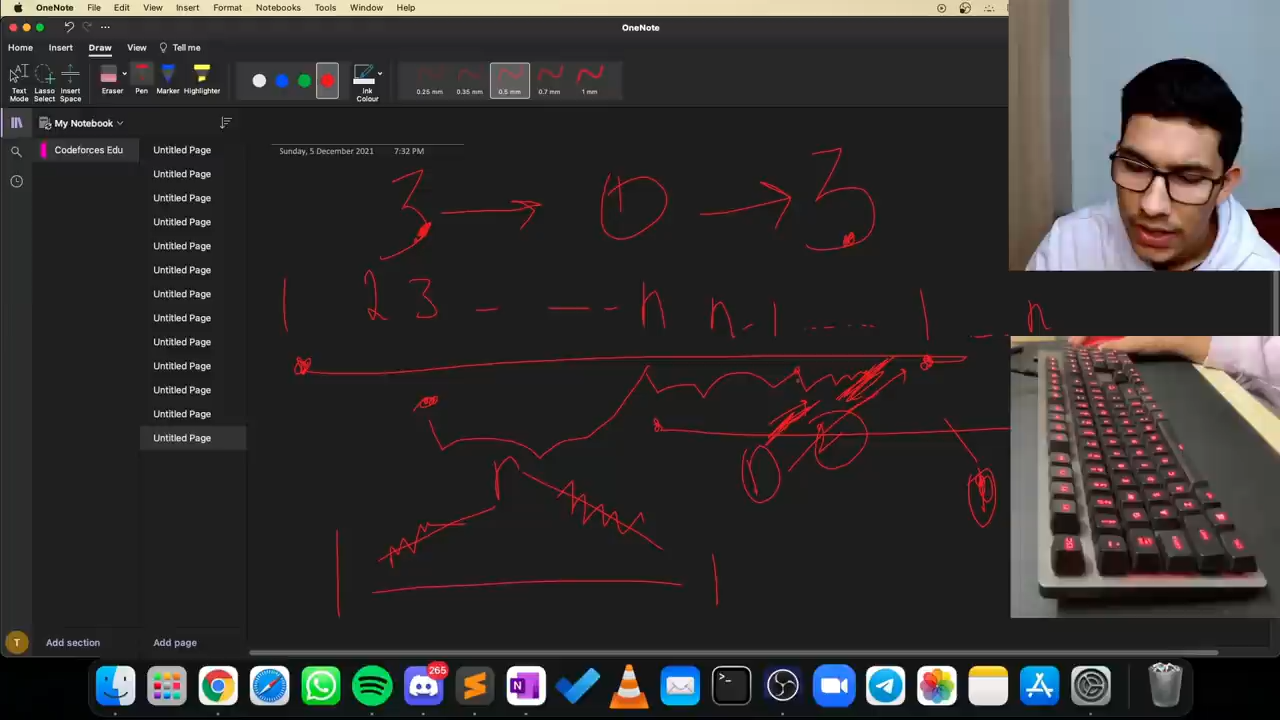 OneNote File Edit View Insert Format Notebooks Tools Window Help
OneNote
Home Insert Draw View Tell me
Text Mode Lasso Select Insert Space Eraser Pen Marker Highlighter Ink Colour 0.25 mm 0.35 mm 0.5 mm 0.7 mm 1 mm
My Notebook
Codeforces Edu
Untitled Page
Untitled Page
Untitled Page
Untitled Page
Untitled Page
Untitled Page
Untitled Page
Untitled Page
Untitled Page
Untitled Page
Untitled Page
Untitled Page
Untitled Page
Sunday, 5 December 2021 7:32 PM
3 → 1 → 3
1 2 3 - --- n n-1 ...... 1 ... n
n
1 1
T Add section Add page
265